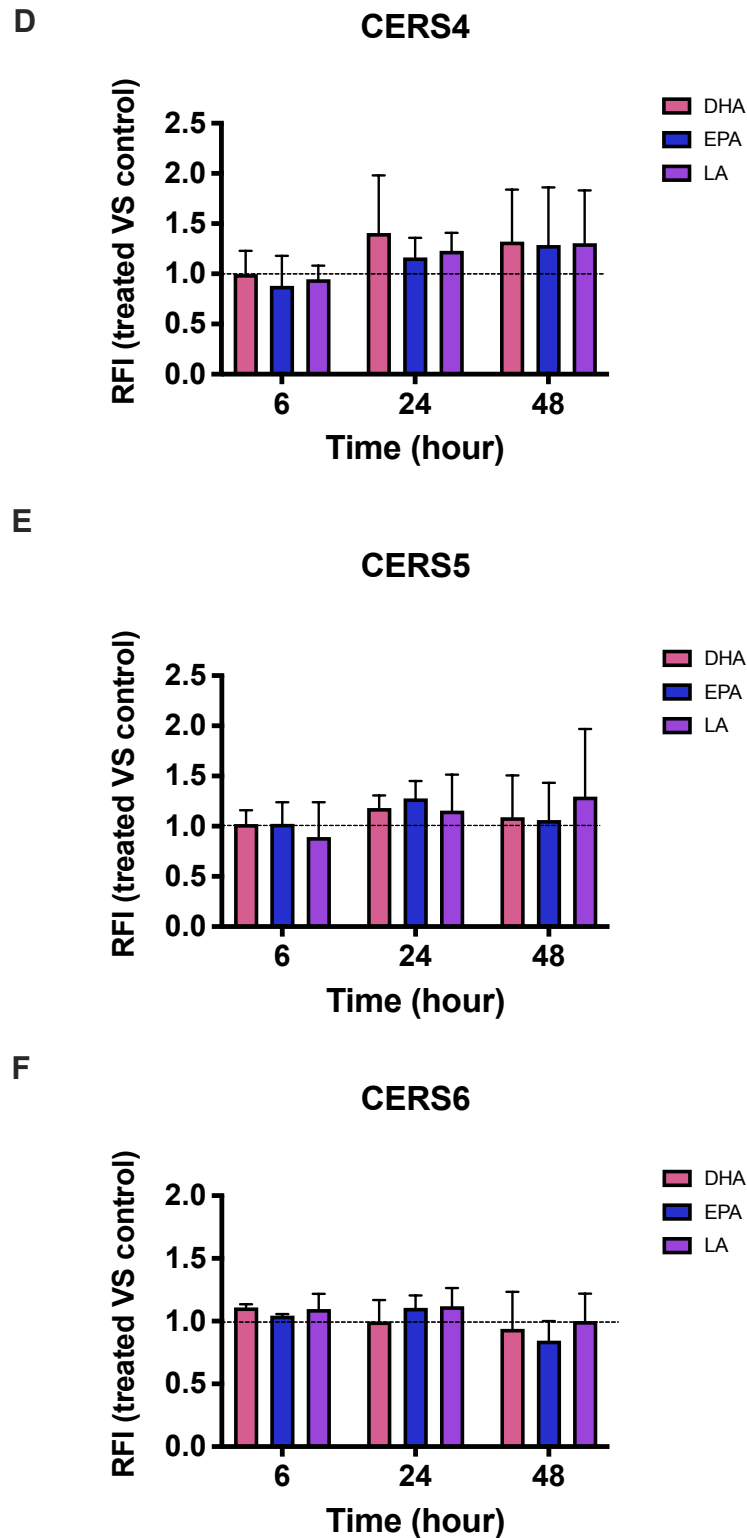 D
CERS4
DHA
EPA
LA
RFI (treated VS control)
2.5
2.0
1.5
1.0
0.5
0.0
6 24 48
Time (hour)
E
CERS5
DHA
EPA
LA
RFI (treated VS control)
2.5
2.0
1.5
1.0
0.5
0.0
6 24 48
Time (hour)
F
CERS6
DHA
EPA
LA
RFI (treated VS control)
2.0
1.5
1.0
0.5
0.0
6 24 48
Time (hour)